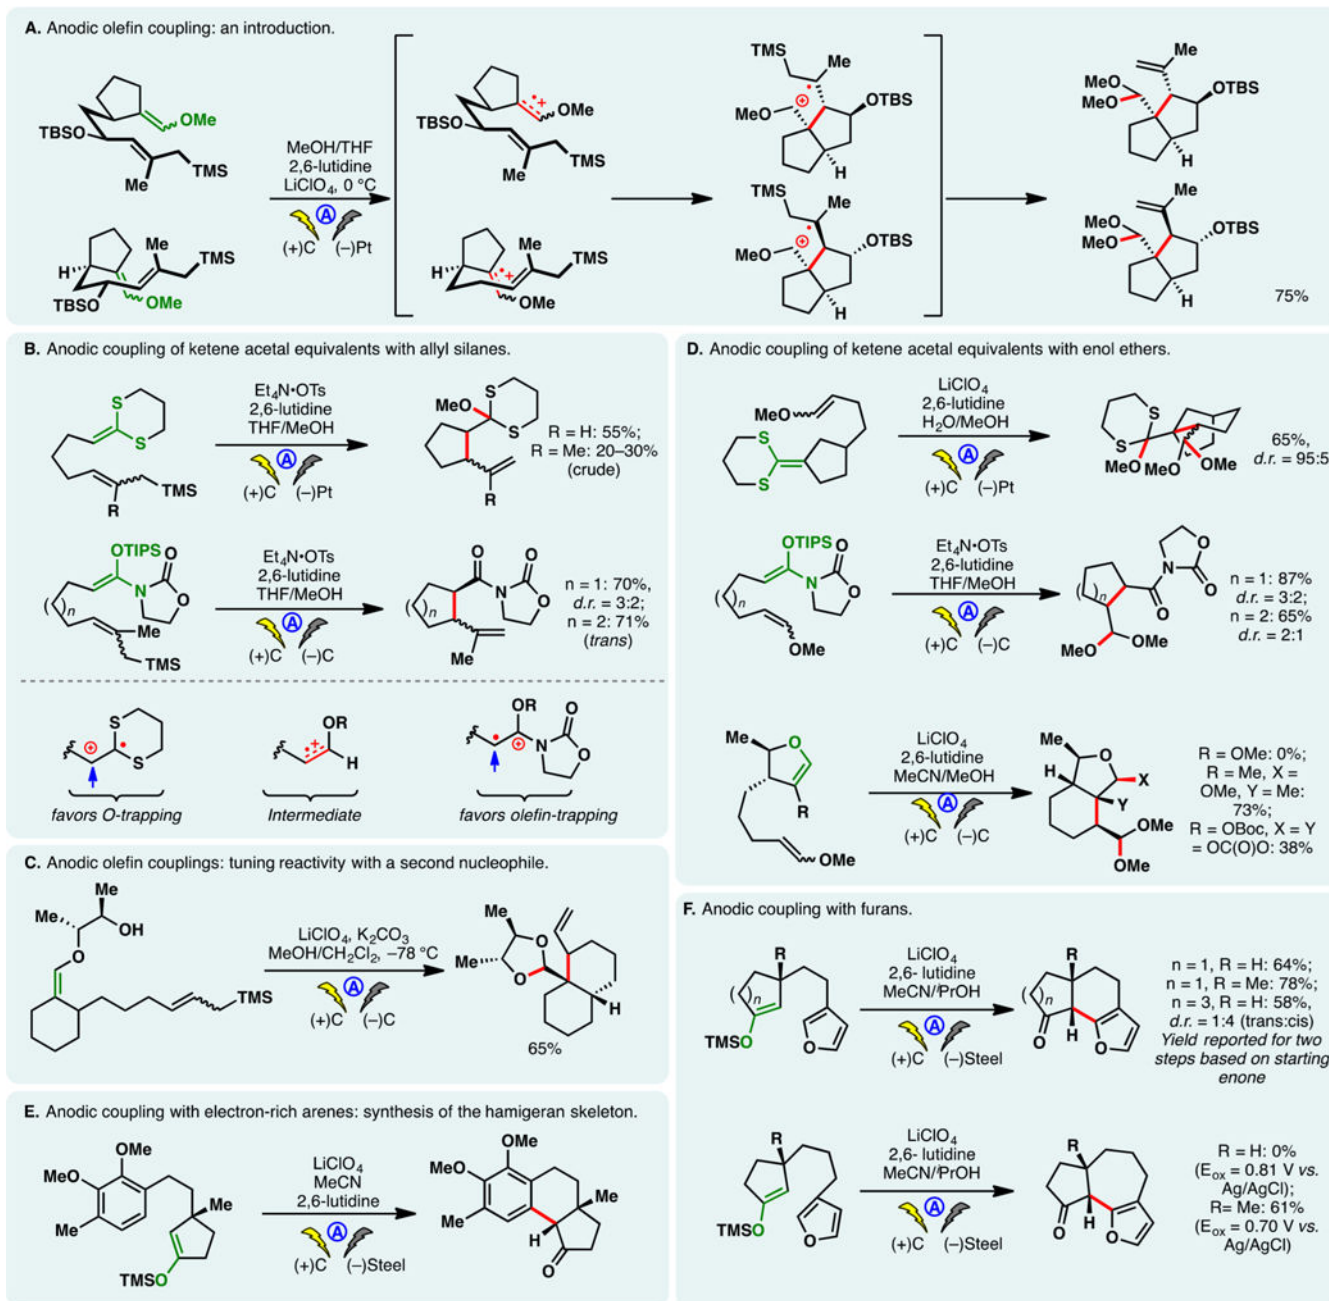 A. Anodic olefin coupling: an introduction.
OMe
TBSO
TMS
Me
H
Me
TMS
TBSO
OMe
MeOH/THF
2,6-lutidine
LiClO4, 0 °C
A
(+)C (–)Pt
•+
OMe
TBSO
TMS
Me
H
Me
TMS
•+
OMe
TMS
Me
OMe
⊕
OTBS
H
TMS
Me
OMe
⊕
OTBS
H
Me
MeO
MeO
OTBS
H
Me
MeO
MeO
OTBS
H
75%
B. Anodic coupling of ketene acetal equivalents with allyl silanes.
S
S
TMS
R
Et4N•OTs
2,6-lutidine
THF/MeOH
A
(+)C (–)Pt
MeO
S
S
R
R = H: 55%;
R = Me: 20–30%
(crude)
OTIPS
O
N
O
( )n
Me
TMS
Et4N•OTs
2,6-lutidine
THF/MeOH
A
(+)C (–)C
O
O
N
O
( )n
Me
n = 1: 70%,
d.r. = 3:2;
n = 2: 71%
(trans)
S
⊕
•
S
favors O-trapping
OR
•+
H
Intermediate
OR
O
•
⊕
N
O
favors olefin-trapping
C. Anodic olefin couplings: tuning reactivity with a second nucleophile.
Me
Me
OH
O
TMS
LiClO4, K2CO3
MeOH/CH2Cl2, –78 °C
A
(+)C (–)C
Me
Me
O
O
H
65%
E. Anodic coupling with electron-rich arenes: synthesis of the hamigeran skeleton.
OMe
MeO
Me
Me
TMSO
LiClO4
MeCN
2,6-lutidine
A
(+)C (–)Steel
OMe
MeO
Me
Me
H
O
D. Anodic coupling of ketene acetal equivalents with enol ethers.
MeO
S
S
LiClO4
2,6-lutidine
H2O/MeOH
A
(+)C (–)Pt
S
S
MeO
MeO
OMe
65%,
d.r. = 95:5
OTIPS
O
N
O
( )n
OMe
Et4N•OTs
2,6-lutidine
THF/MeOH
A
(+)C (–)C
O
N
O
O
( )n
MeO
OMe
n = 1: 87%
d.r. = 3:2;
n = 2: 65%
d.r. = 2:1
Me
O
R
OMe
LiClO4
2,6-lutidine
MeCN/MeOH
A
(+)C (–)C
Me
O
H
X
Y
OMe
OMe
R = OMe: 0%;
R = Me, X =
OMe, Y = Me:
73%;
R = OBoc, X = Y
= OC(O)O: 38%
F. Anodic coupling with furans.
R
( )n
TMSO
O
LiClO4
2,6- lutidine
MeCN/iPrOH
A
(+)C (–)Steel
R
( )n
O
H
O
n = 1, R = H: 64%;
n = 1, R = Me: 78%;
n = 3, R = H: 58%,
d.r. = 1:4 (trans:cis)
Yield reported for two
steps based on starting
enone
R
TMSO
O
LiClO4
2,6- lutidine
MeCN/iPrOH
A
(+)C (–)Steel
R
O
H
O
R = H: 0%
(Eox = 0.81 V vs.
Ag/AgCl);
R= Me: 61%
(Eox = 0.70 V vs.
Ag/AgCl)